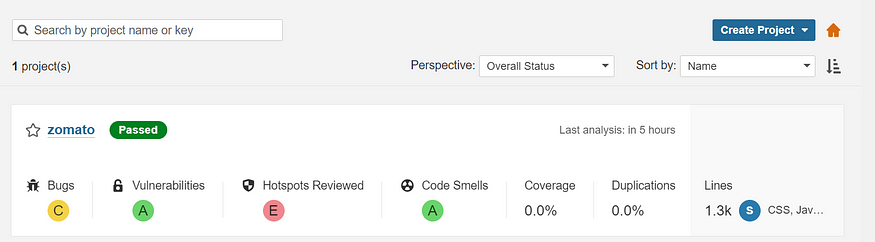 Search by project name or key
Create Project
1 project(s)
Perspective: Overall Status
Sort by: Name
zomato Passed
Last analysis: in 5 hours
Bugs Vulnerabilities Hotspots Reviewed Code Smells Coverage Duplications Lines
C A E A 0.0% 0.0% 1.3k S CSS, Jav…